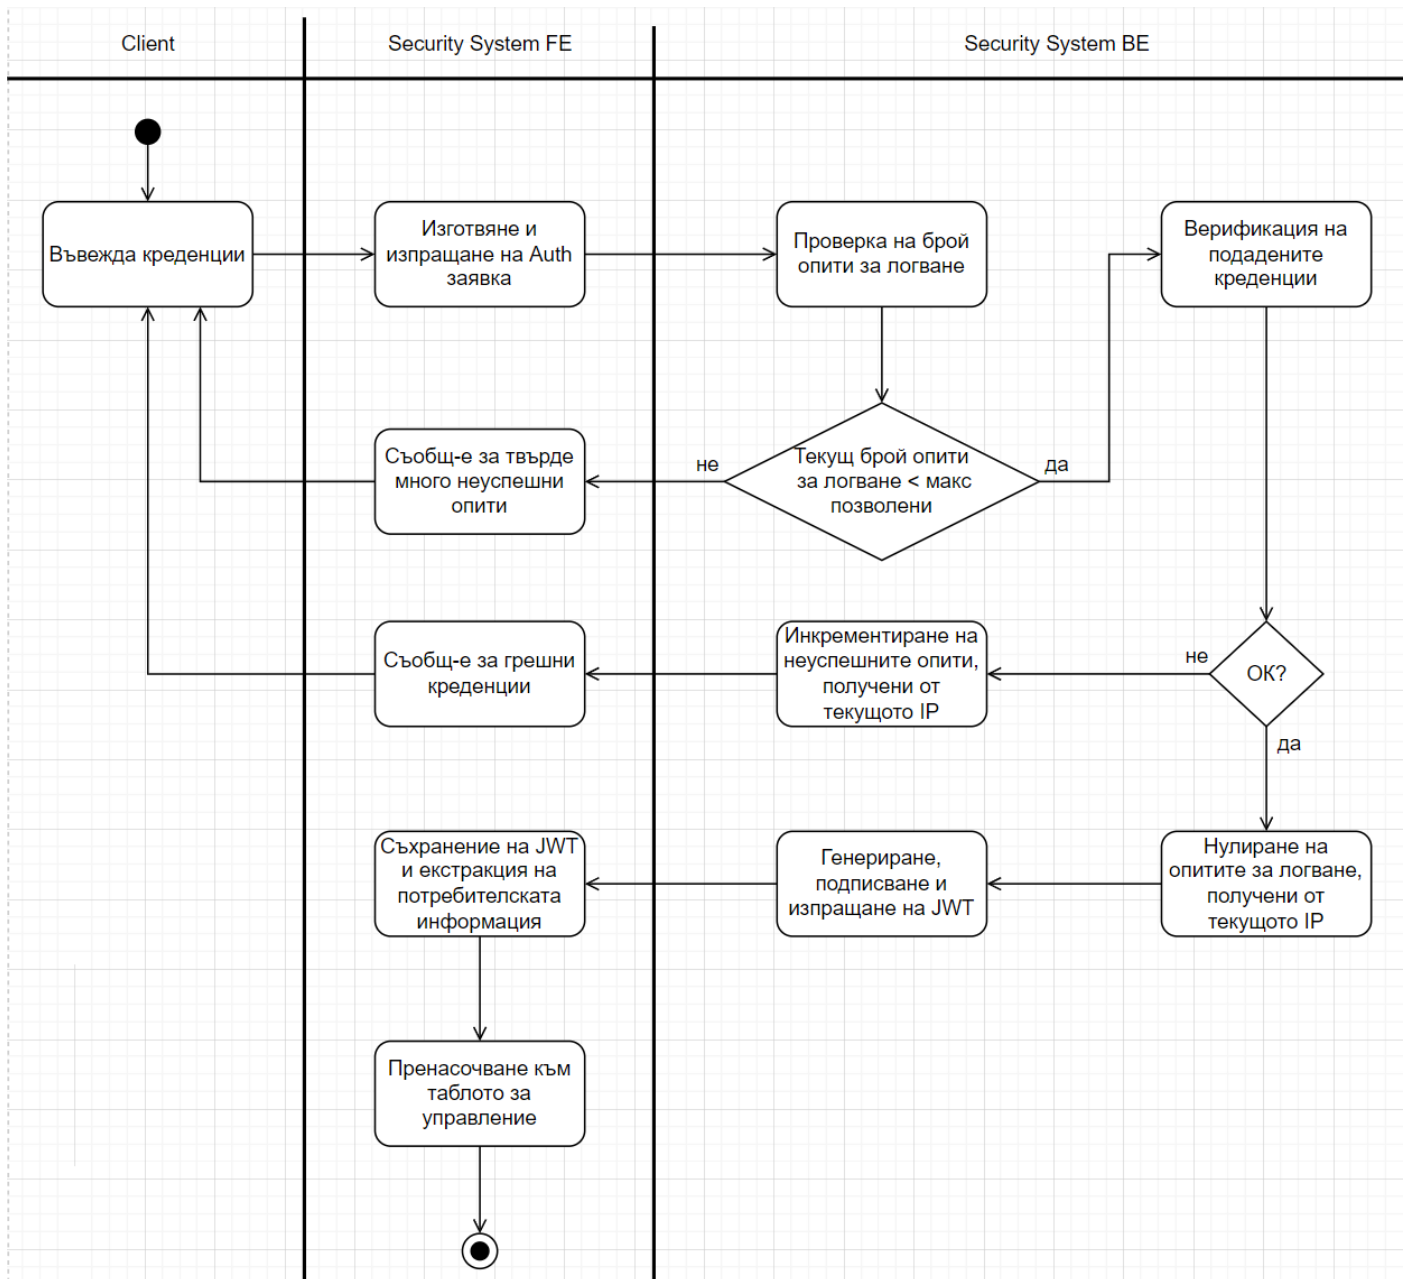 Client
Security System FE
Security System BE
Въвежда креденции
Изготвяне и
изпращане на Auth
заявка
Проверка на брой
опити за логване
Верификация на
подадените
креденции
Съобщ-е за твърде
много неуспешни
опити
не
Текущ брой опити
за логване < макс
позволени
да
Съобщ-е за грешни
креденции
Инкрементиране на
неуспешните опити,
получени от
текущото IP
не
ОК?
да
Съхранение на JWT
и екстракция на
потребителската
информация
Генериране,
подписване и
изпращане на JWT
Нулиране на
опитите за логване,
получени от
текущото IP
Пренасочване към
таблото за
управление